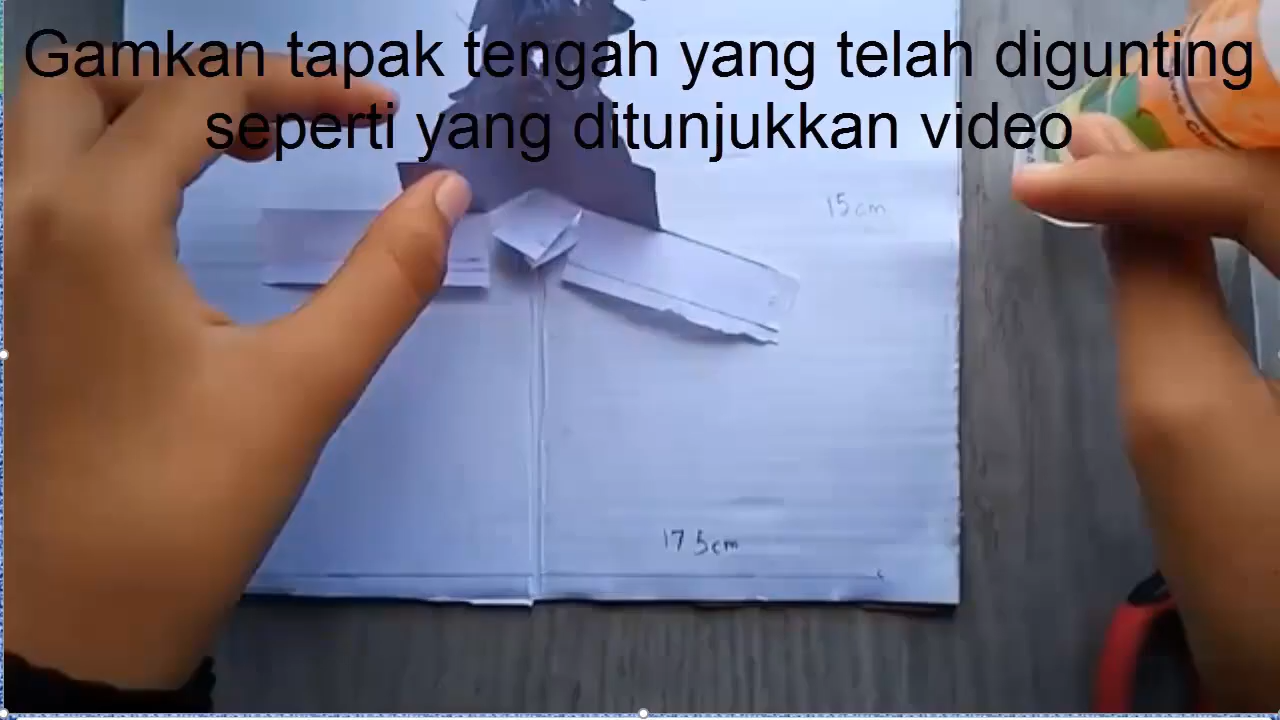 Gamkan tapak tengah yang telah digunting
seperti yang ditunjukkan video
15cm
17 5cm